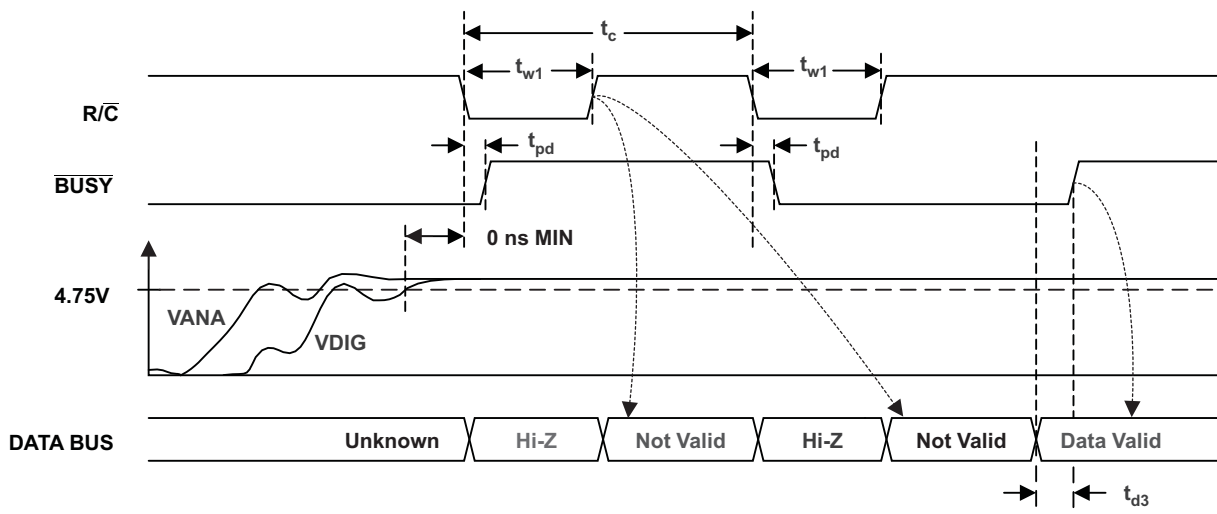 t_c
t_w1 t_w1
R/C̅
t_pd t_pd
B̅U̅S̅Y̅
0 ns MIN
4.75V
VANA
VDIG
DATA BUS Unknown Hi-Z Not Valid Hi-Z Not Valid Data Valid
t_d3